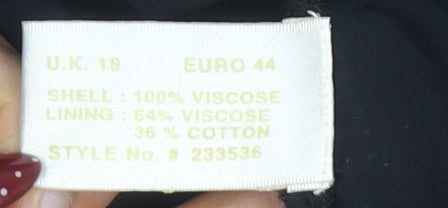 U.K. 18 EURO 44
SHELL : 100% VISCOSE
LINING : 64% VISCOSE
36 % COTTON
STYLE No. # 233536